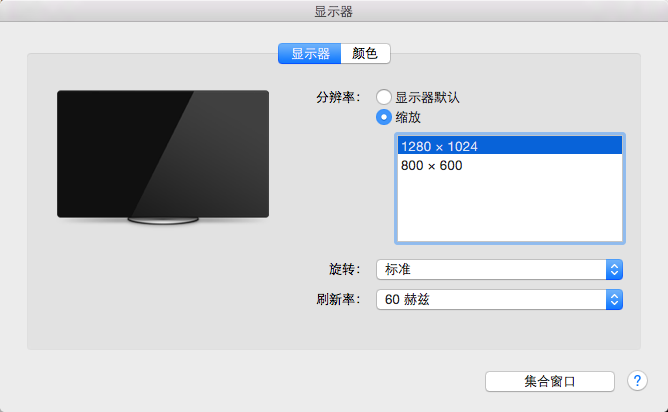 显示器
显示器 颜色
分辨率： 显示器默认
缩放
1280 × 1024
800 × 600
旋转： 标准
刷新率： 60 赫兹
集合窗口 ?